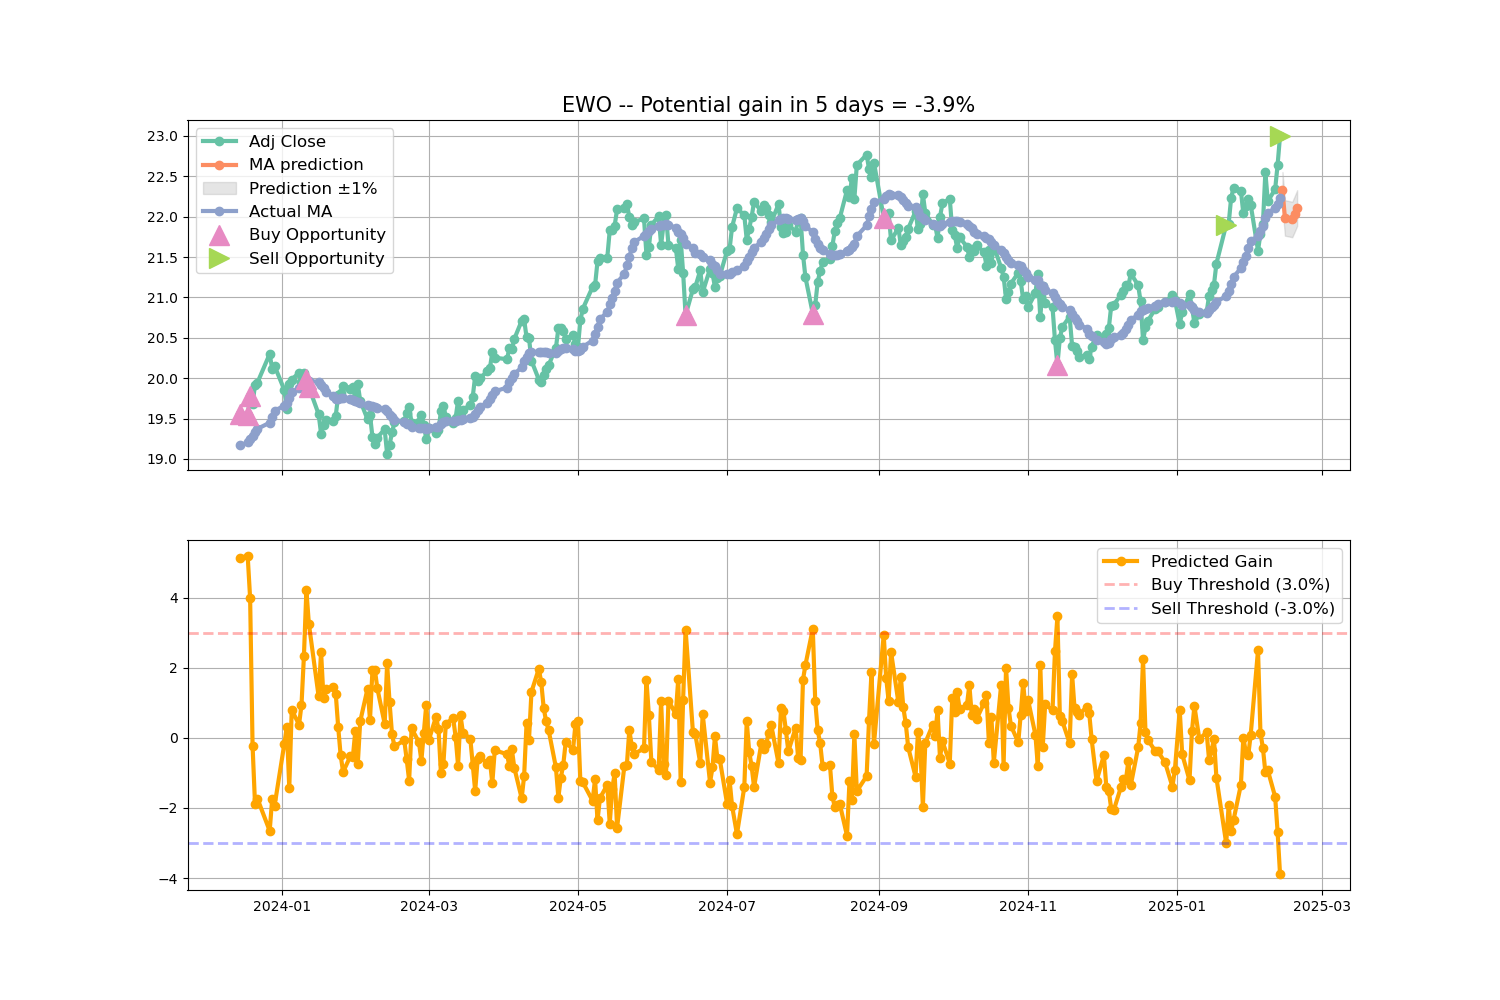 EWO -- Potential gain in 5 days = -3.9%
23.0
22.5
22.0
21.5
21.0
20.5
20.0
19.5
19.0
Adj Close
MA prediction
Prediction ±1%
Actual MA
Buy Opportunity
Sell Opportunity
4
2
0
−2
−4
Predicted Gain
Buy Threshold (3.0%)
Sell Threshold (-3.0%)
2024-01 2024-03 2024-05 2024-07 2024-09 2024-11 2025-01 2025-03